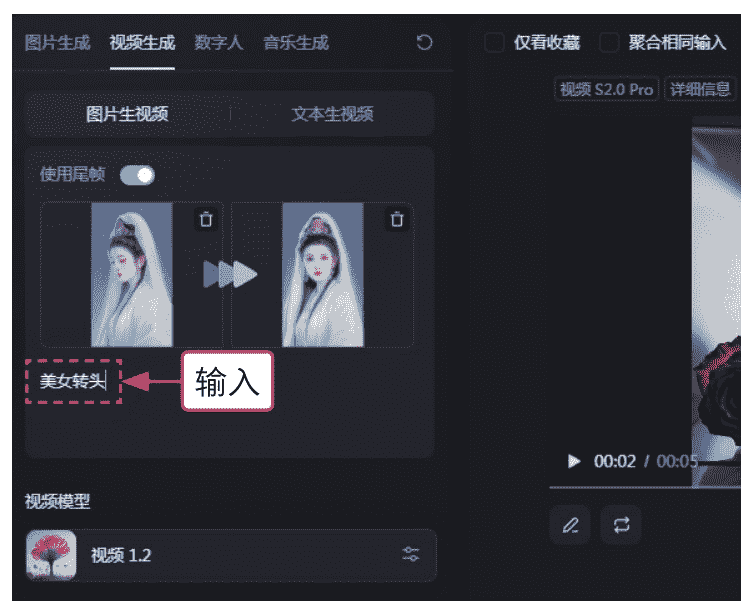 图片生成 视频生成 数字人 音乐生成
仅看收藏 聚合相同输入
视频 S2.0 Pro 详细信息
图片生视频 文本生视频
使用尾帧
美女转头
输入
00:02 / 00:05
视频模型
视频 1.2